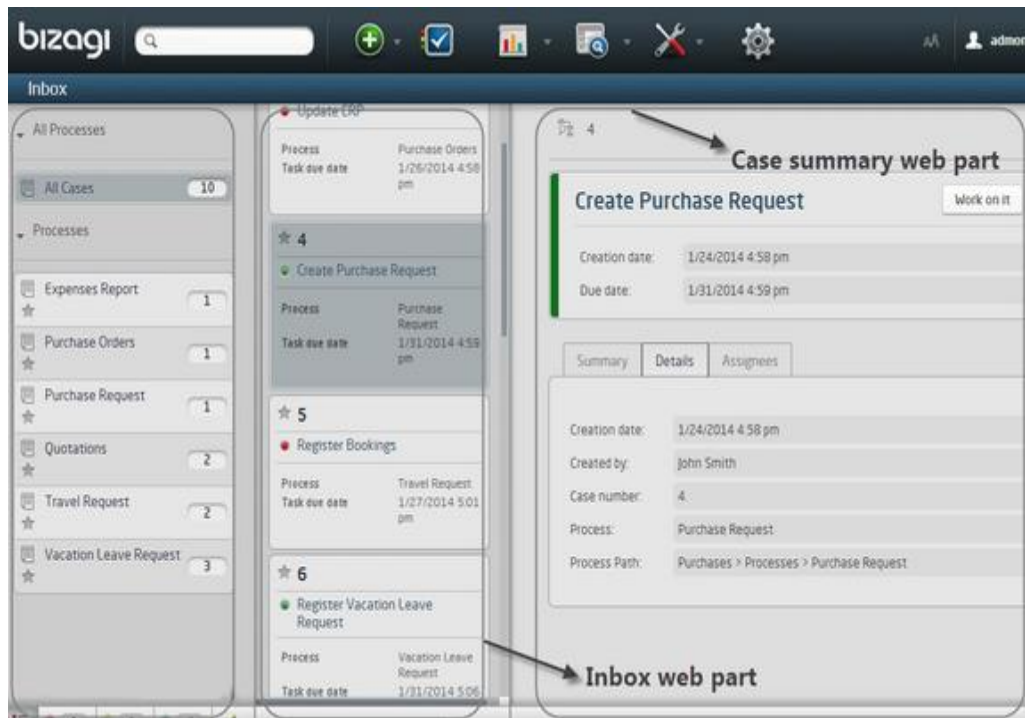 bizagi
admon
Inbox
All Processes
All Cases 10
Processes
Expenses Report 1
Purchase Orders 1
Purchase Request 1
Quotations 2
Travel Request 2
Vacation Leave Request 3
Update ERP
Process Purchase Orders
Task due date 1/26/2014 4:58
pm
4
Create Purchase Request
Process Purchase
Request
Task due date 1/31/2014 4:59
pm
5
Register Bookings
Process Travel Request
Task due date 1/27/2014 5:01
pm
6
Register Vacation Leave
Request
Process Vacation Leave
Request
Task due date 1/31/2014 5:06
4
Case summary web part
Create Purchase Request Work on it
Creation date: 1/24/2014 4:58 pm
Due date: 1/31/2014 4:59 pm
Summary Details Assignees
Creation date: 1/24/2014 4:58 pm
Created by: John Smith
Case number: 4
Process: Purchase Request
Process Path: Purchases > Processes > Purchase Request
Inbox web part